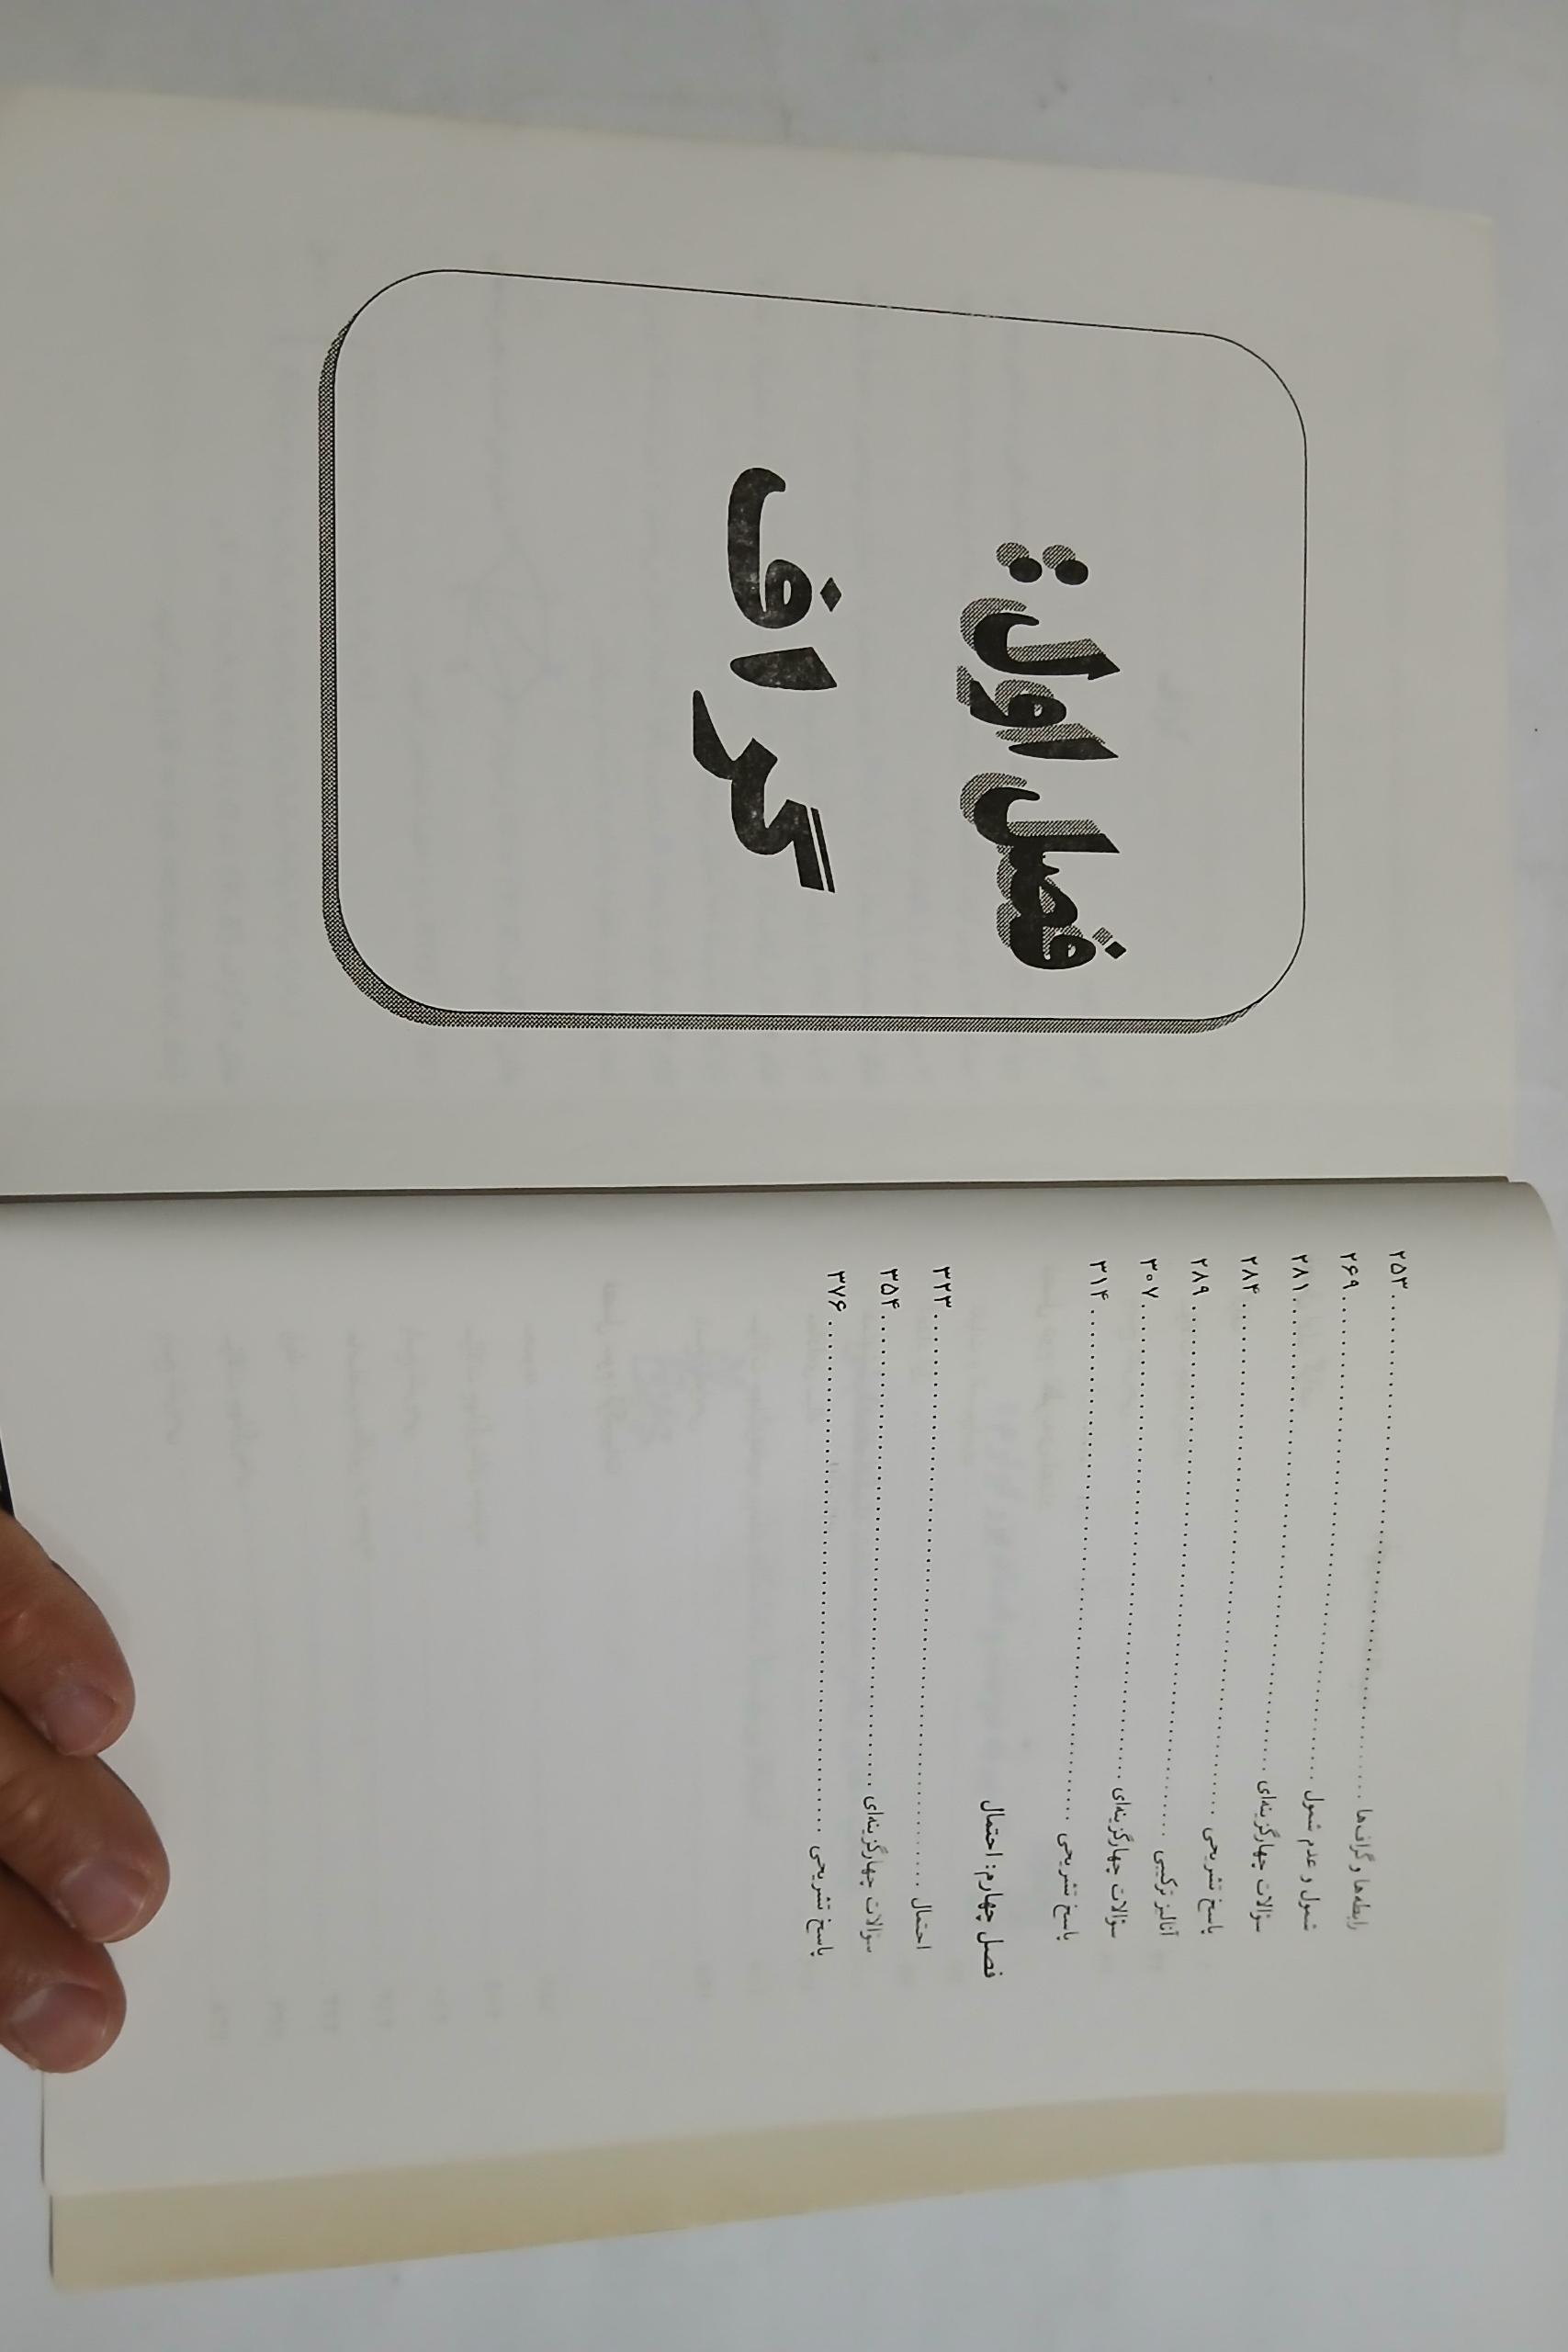 رابطه‌ها و گراف‌ها ........ ۲۵۳
شمول و عدم شمول ........ ۲۶۹
سؤالات چهارگزینه‌ای ........ ۲۸۱
پاسخ تشریحی ........ ۲۸۴
آنالیز ترکیبی ........ ۲۸۹
سؤالات چهارگزینه‌ای ........ ۳۰۷
پاسخ تشریحی ........ ۳۱۴
فصل چهارم: احتمال
احتمال ........ ۳۲۳
سؤالات چهارگزینه‌ای ........ ۳۵۴
پاسخ تشریحی ........ ۳۷۶
فصل اول:
گراف